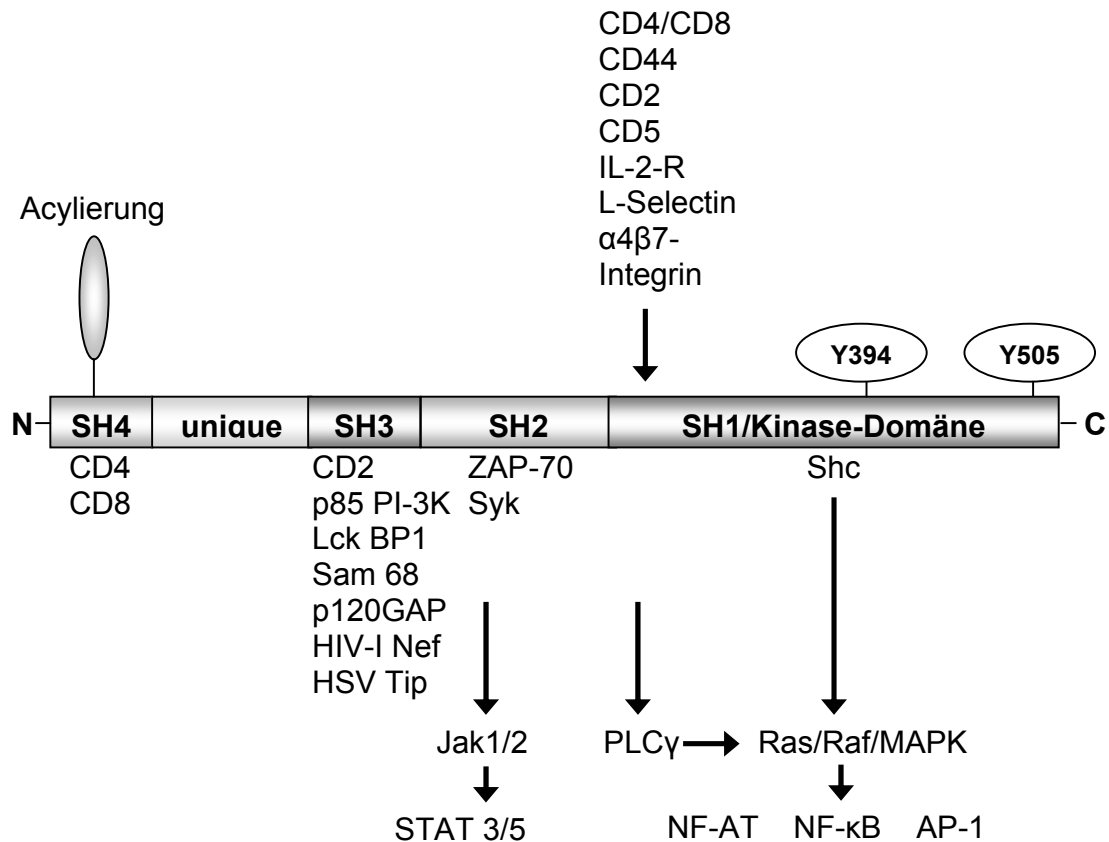 CD4/CD8
CD44
CD2
CD5
IL-2-R
L-Selectin
α4β7-
Integrin
Acylierung
Y394
Y505
N
SH4
unique
SH3
SH2
SH1/Kinase-Domäne
C
CD4
CD8
CD2
p85 PI-3K
Lck BP1
Sam 68
p120GAP
HIV-I Nef
HSV Tip
ZAP-70
Syk
Shc
Jak1/2
PLCγ
Ras/Raf/MAPK
STAT 3/5
NF-AT
NF-κB
AP-1